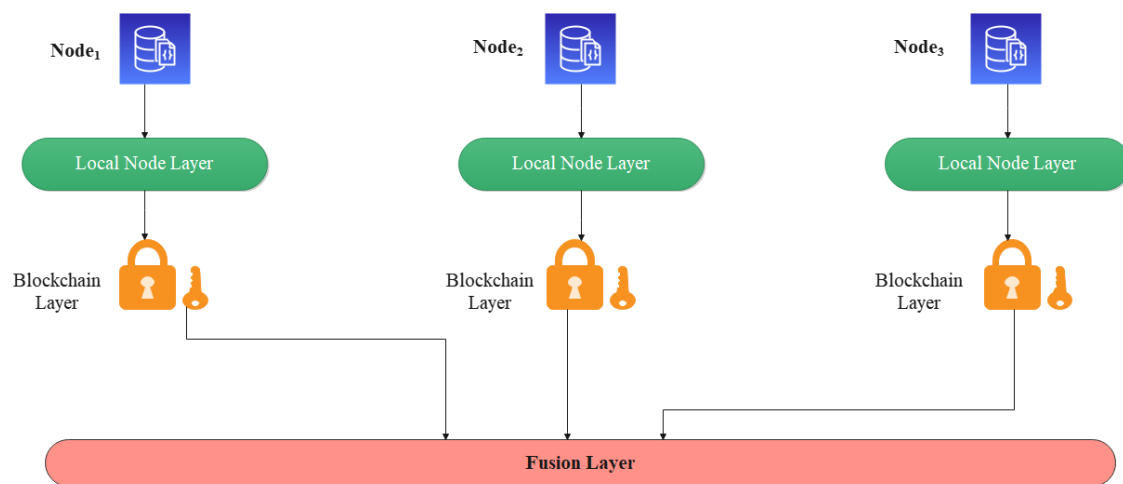 Node₁
Node₂
Node₃
Local Node Layer
Local Node Layer
Local Node Layer
Blockchain
Layer
Blockchain
Layer
Blockchain
Layer
Fusion Layer